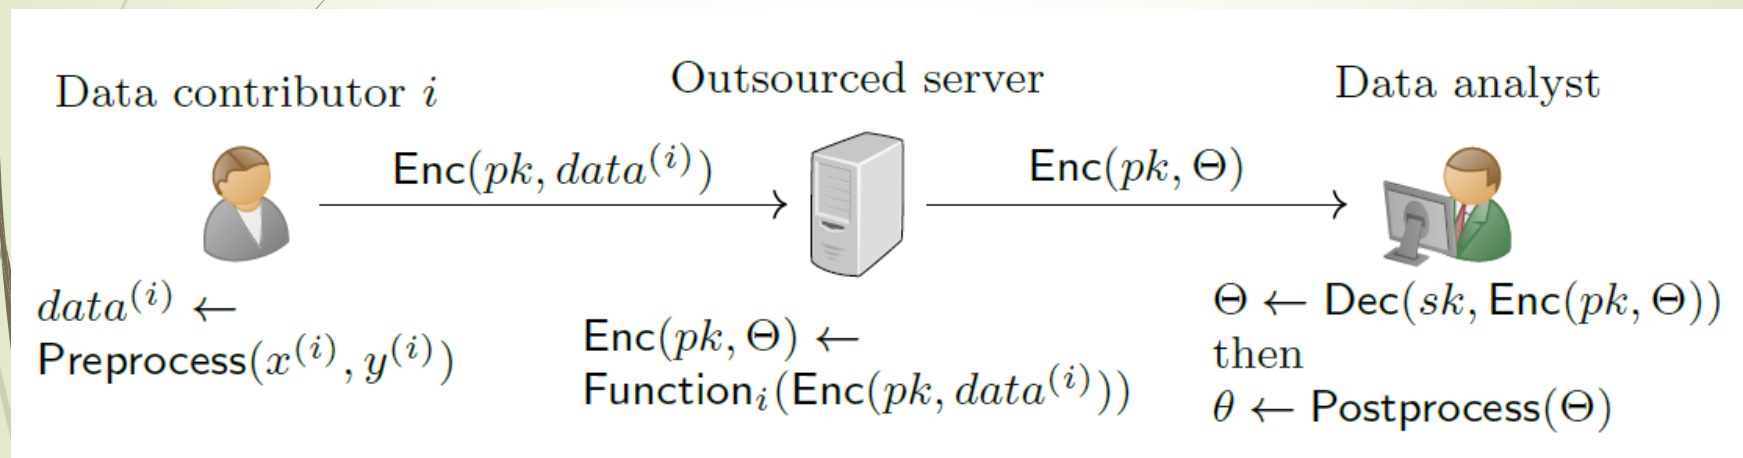 Data contributor i
Outsourced server
Data analyst
Enc(pk, data^(i))
Enc(pk, Θ)
data^(i) ←
Preprocess(x^(i), y^(i))
Enc(pk, Θ) ←
Function_i(Enc(pk, data^(i)))
Θ ← Dec(sk, Enc(pk, Θ))
then
θ ← Postprocess(Θ)